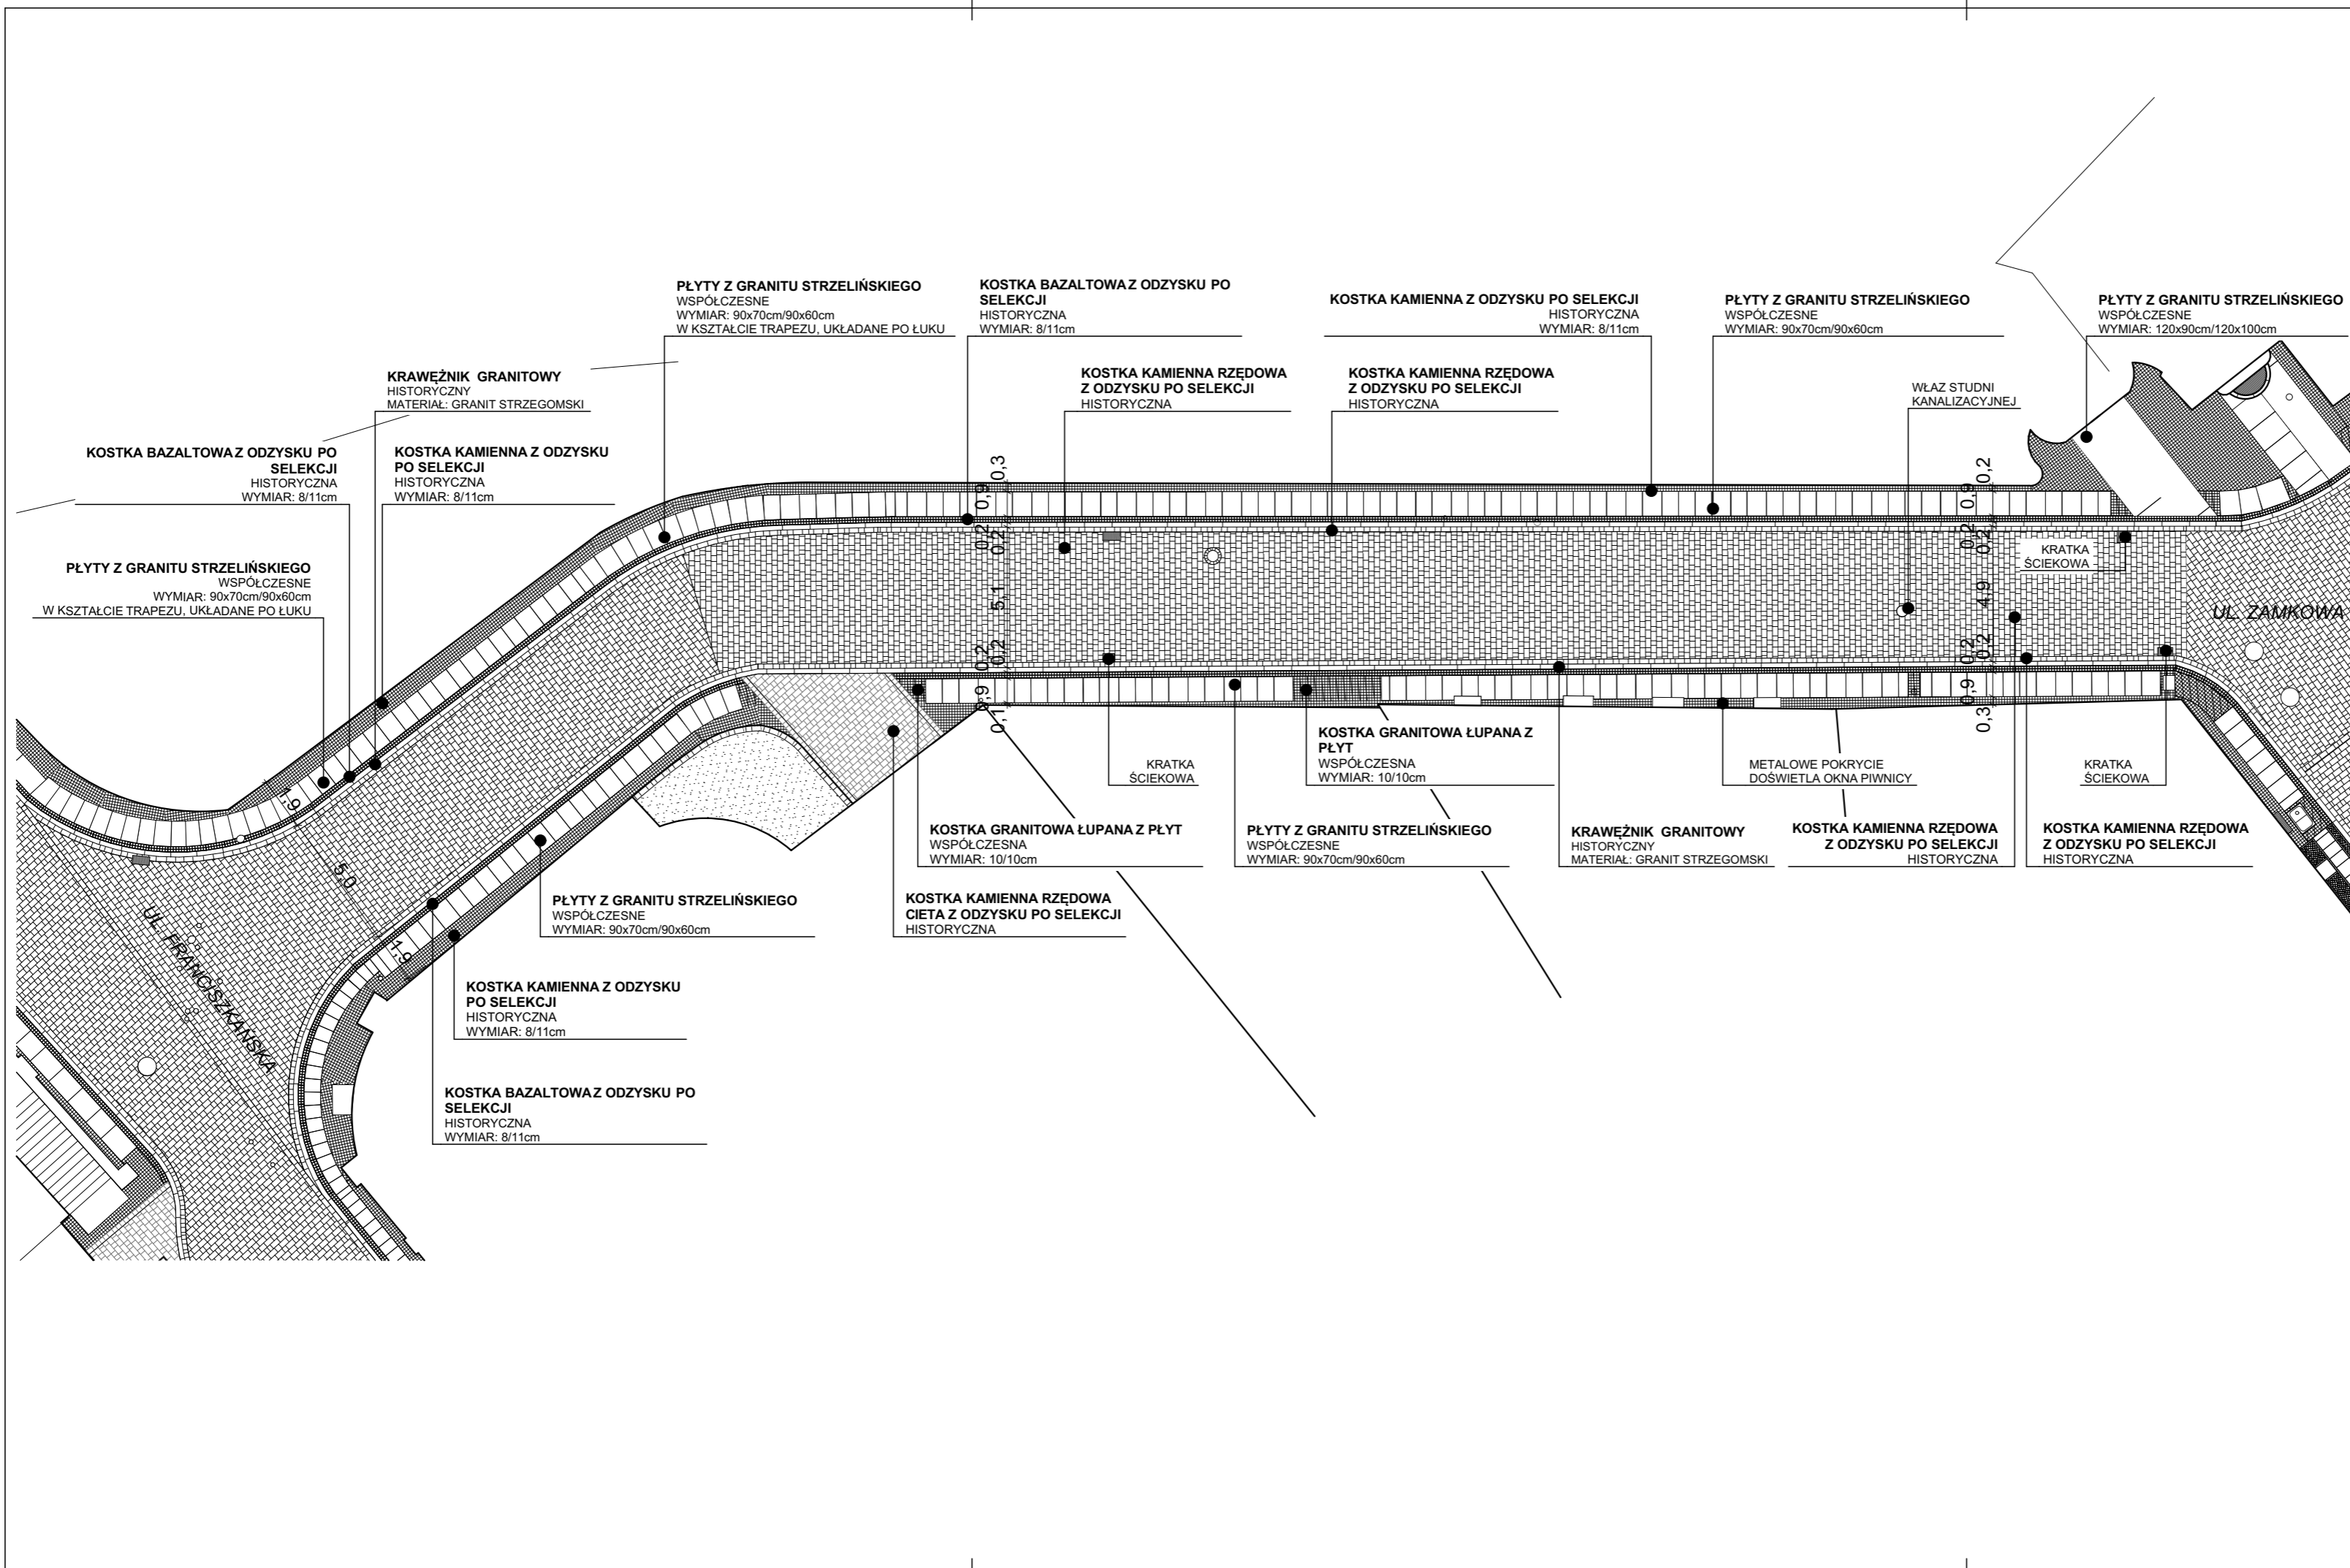 PŁYTY Z GRANITU STRZELIŃSKIEGO
WSPÓŁCZESNE
WYMIAR: 90x70cm/90x60cm
W KSZTAŁCIE TRAPEZU, UKŁADANE PO ŁUKU
KOSTKA BAZALTOWA Z ODZYSKU PO
SELEKCJI
HISTORYCZNA
WYMIAR: 8/11cm
KOSTKA KAMIENNA Z ODZYSKU PO SELEKCJI
HISTORYCZNA
WYMIAR: 8/11cm
PŁYTY Z GRANITU STRZELIŃSKIEGO
WSPÓŁCZESNE
WYMIAR: 90x70cm/90x60cm
PŁYTY Z GRANITU STRZELIŃSKIEGO
WSPÓŁCZESNE
WYMIAR: 120x90cm/120x100cm
KRAWĘŻNIK GRANITOWY
HISTORYCZNY
MATERIAŁ: GRANIT STRZEGOMSKI
KOSTKA KAMIENNA RZĘDOWA
Z ODZYSKU PO SELEKCJI
HISTORYCZNA
KOSTKA KAMIENNA RZĘDOWA
Z ODZYSKU PO SELEKCJI
HISTORYCZNA
WŁAZ STUDNI
KANALIZACYJNEJ
KOSTKA BAZALTOWA Z ODZYSKU PO
SELEKCJI
HISTORYCZNA
WYMIAR: 8/11cm
KOSTKA KAMIENNA Z ODZYSKU
PO SELEKCJI
HISTORYCZNA
WYMIAR: 8/11cm
PŁYTY Z GRANITU STRZELIŃSKIEGO
WSPÓŁCZESNE
WYMIAR: 90x70cm/90x60cm
W KSZTAŁCIE TRAPEZU, UKŁADANE PO ŁUKU
0,3
0,9
0,2
0,2
5,1
0,2
0,2
0,9
0,1
0,2
0,9
0,2
0,2
4,9
0,2
0,2
0,9
0,3
KRATKA
ŚCIEKOWA
UL. ZAMKOWA
1,9
5,0
1,9
UL. FRANCISZKAŃSKA
KRATKA
ŚCIEKOWA
KOSTKA GRANITOWA ŁUPANA Z
PŁYT
WSPÓŁCZESNA
WYMIAR: 10/10cm
METALOWE POKRYCIE
DOŚWIETLA OKNA PIWNICY
KRATKA
ŚCIEKOWA
KOSTKA GRANITOWA ŁUPANA Z PŁYT
WSPÓŁCZESNA
WYMIAR: 10/10cm
PŁYTY Z GRANITU STRZELIŃSKIEGO
WSPÓŁCZESNE
WYMIAR: 90x70cm/90x60cm
KRAWĘŻNIK GRANITOWY
HISTORYCZNY
MATERIAŁ: GRANIT STRZEGOMSKI
KOSTKA KAMIENNA RZĘDOWA
Z ODZYSKU PO SELEKCJI
HISTORYCZNA
KOSTKA KAMIENNA RZĘDOWA
Z ODZYSKU PO SELEKCJI
HISTORYCZNA
PŁYTY Z GRANITU STRZELIŃSKIEGO
WSPÓŁCZESNE
WYMIAR: 90x70cm/90x60cm
KOSTKA KAMIENNA RZĘDOWA
CIETA Z ODZYSKU PO SELEKCJI
HISTORYCZNA
KOSTKA KAMIENNA Z ODZYSKU
PO SELEKCJI
HISTORYCZNA
WYMIAR: 8/11cm
KOSTKA BAZALTOWA Z ODZYSKU PO
SELEKCJI
HISTORYCZNA
WYMIAR: 8/11cm